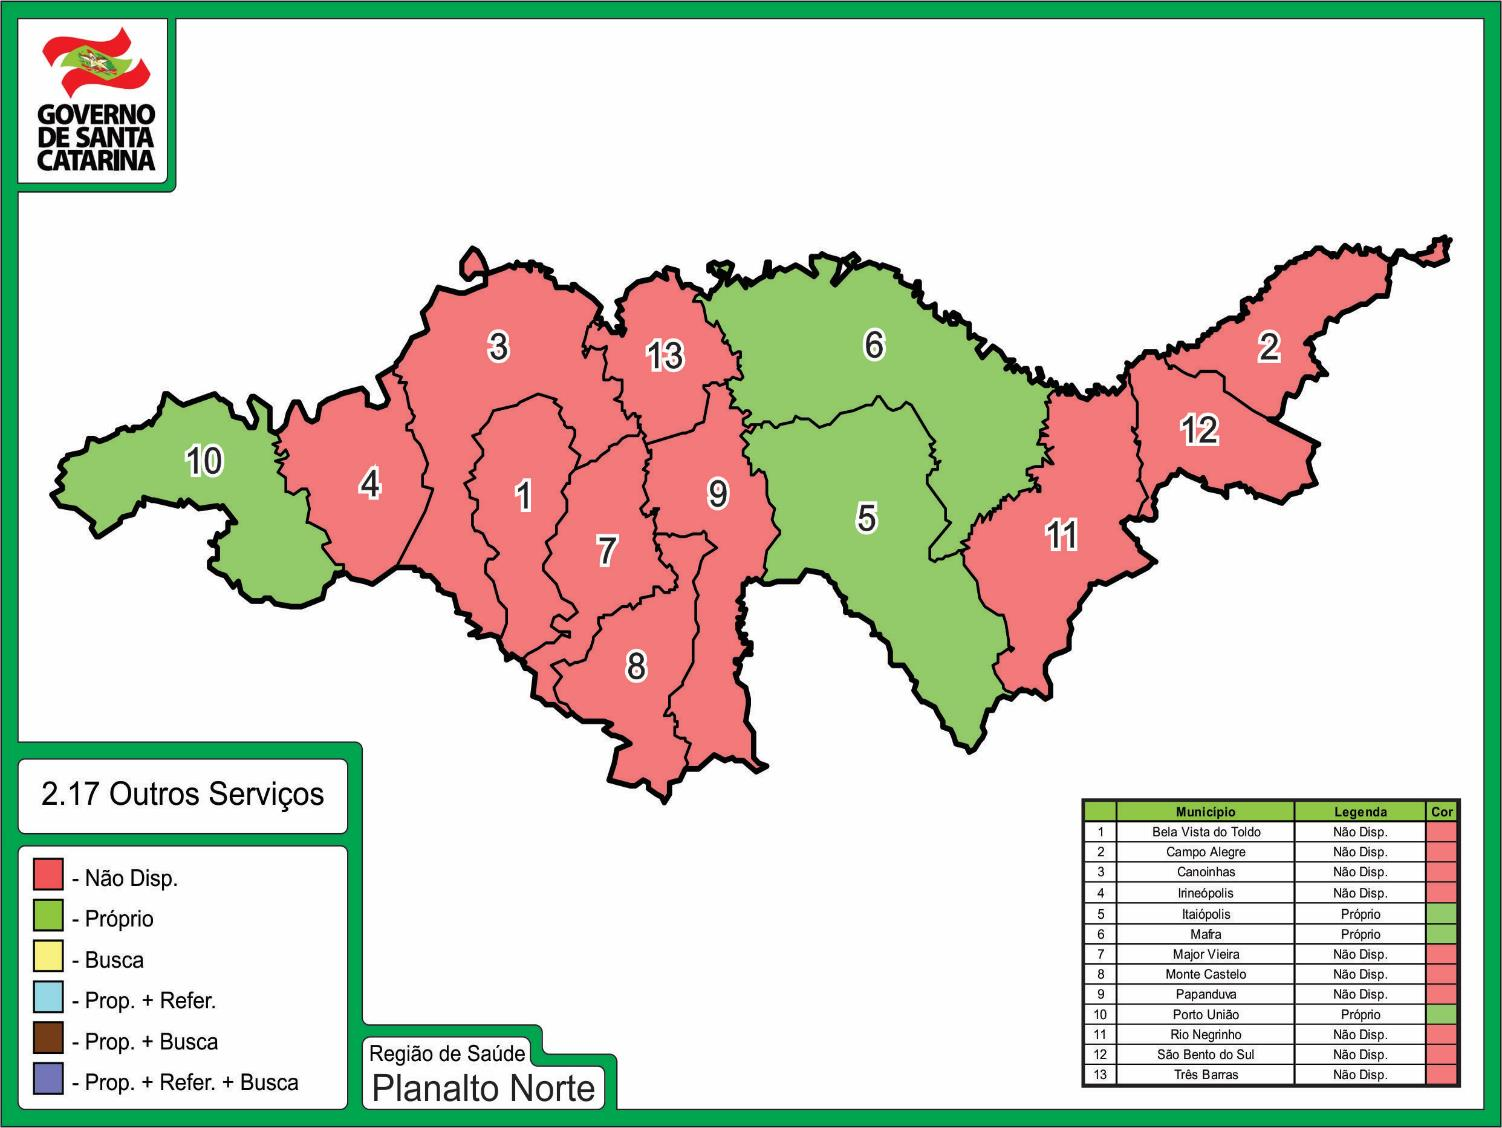 GOVERNO
DE SANTA
CATARINA
3
13
6
2
12
10
4
1
9
5
11
7
8
2.17 Outros Serviços
- Não Disp.
- Próprio
- Busca
- Prop. + Refer.
- Prop. + Busca
- Prop. + Refer. + Busca
Região de Saúde
Planalto Norte
Município Legenda Cor
1 Bela Vista do Toldo Não Disp.
2 Campo Alegre Não Disp.
3 Canoinhas Não Disp.
4 Irineópolis Não Disp.
5 Itaiópolis Próprio
6 Mafra Próprio
7 Major Vieira Não Disp.
8 Monte Castelo Não Disp.
9 Papanduva Não Disp.
10 Porto União Próprio
11 Rio Negrinho Não Disp.
12 São Bento do Sul Não Disp.
13 Três Barras Não Disp.